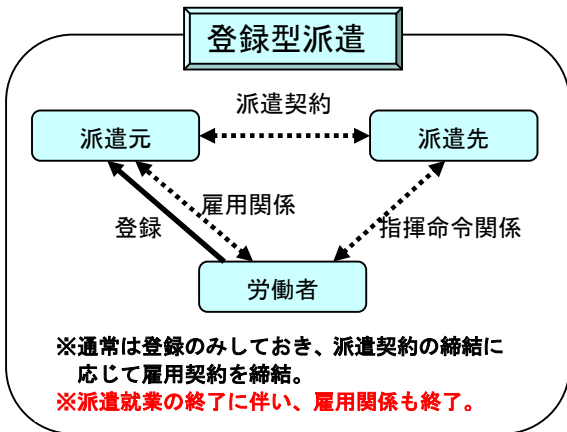 登録型派遣
派遣契約
派遣元
派遣先
雇用関係
登録
指揮命令関係
労働者
※通常は登録のみしておき、派遣契約の締結に
応じて雇用契約を締結。
※派遣就業の終了に伴い、雇用関係も終了。